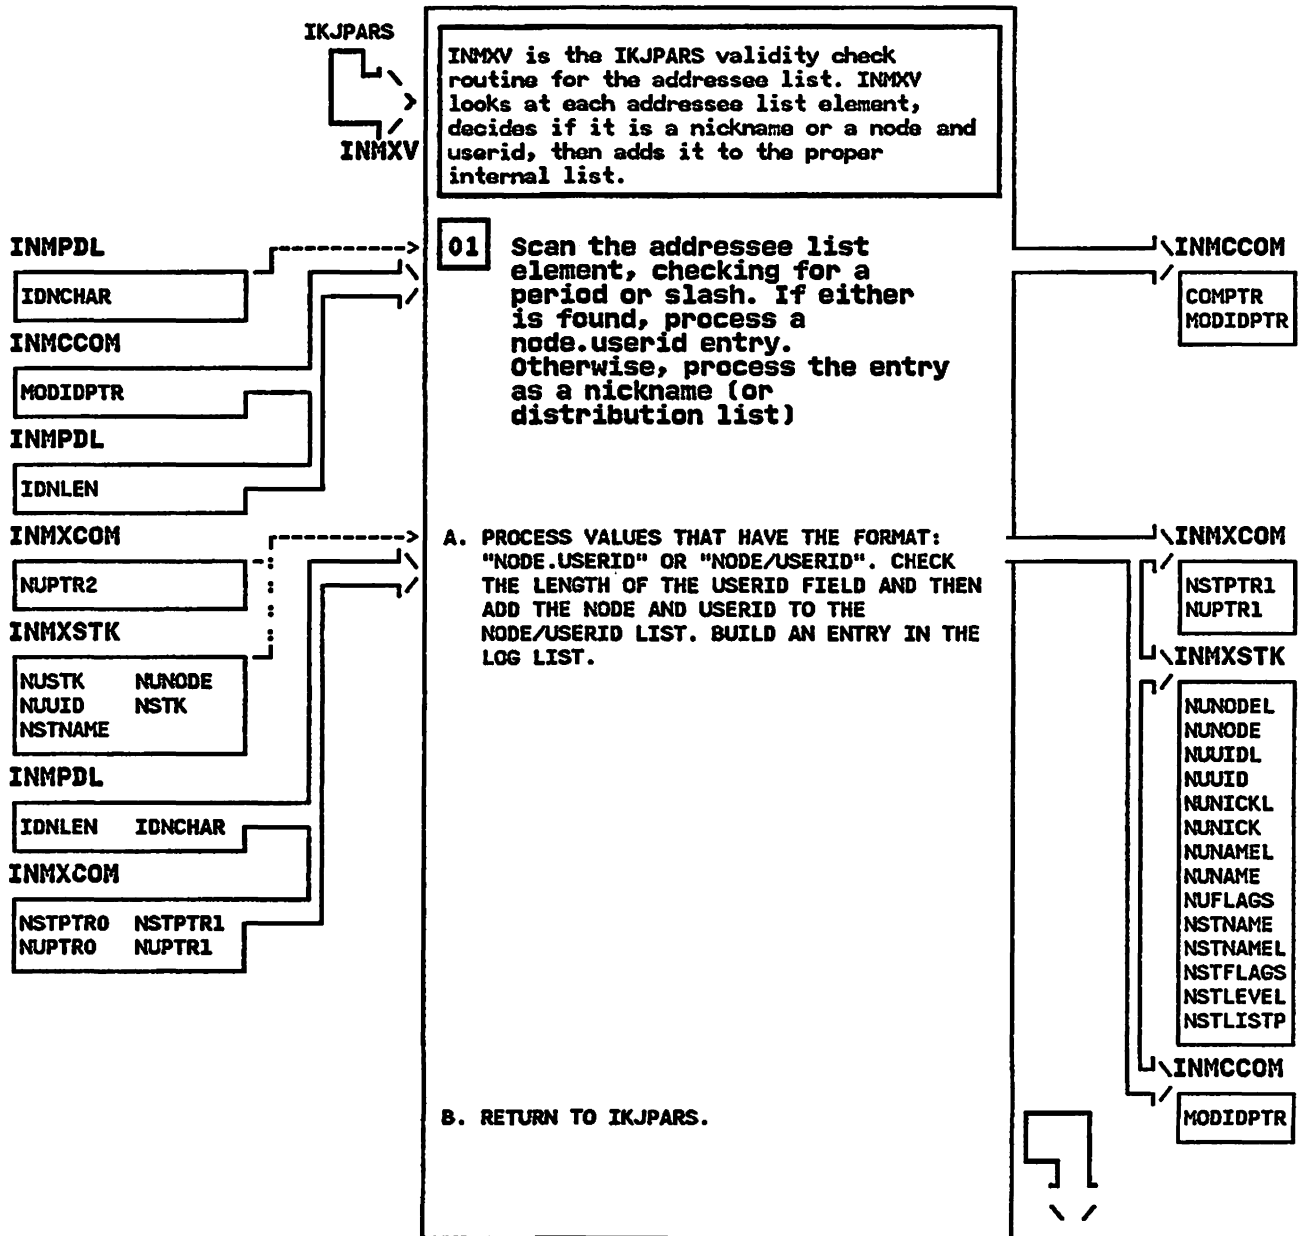 IKJPARS
INMXV
INMXV is the IKJPARS validity check
routine for the addressee list. INMXV
looks at each addressee list element,
decides if it is a nickname or a node and
userid, then adds it to the proper
internal list.
INMPDL
IDNCHAR
INMCCOM
MODIDPTR
INMPDL
IDNLEN
01 Scan the addressee list
element, checking for a
period or slash. If either
is found, process a
node.userid entry.
Otherwise, process the entry
as a nickname (or
distribution list)
INMCCOM
COMPTR
MODIDPTR
INMXCOM
NUPTR2
INMXSTK
NUSTK NUNODE
NUUID NSTK
NSTNAME
INMPDL
IDNLEN IDNCHAR
INMXCOM
NSTPTR0 NSTPTR1
NUPTR0 NUPTR1
A. PROCESS VALUES THAT HAVE THE FORMAT:
"NODE.USERID" OR "NODE/USERID". CHECK
THE LENGTH OF THE USERID FIELD AND THEN
ADD THE NODE AND USERID TO THE
NODE/USERID LIST. BUILD AN ENTRY IN THE
LOG LIST.
INMXCOM
NSTPTR1
NUPTR1
INMXSTK
NUNODEL
NUNODE
NUUIDL
NUUID
NUNICKL
NUNICK
NUNAMEL
NUNAME
NUFLAGS
NSTNAME
NSTNAMEL
NSTFLAGS
NSTLEVEL
NSTLISTP
INMCCOM
MODIDPTR
B. RETURN TO IKJPARS.